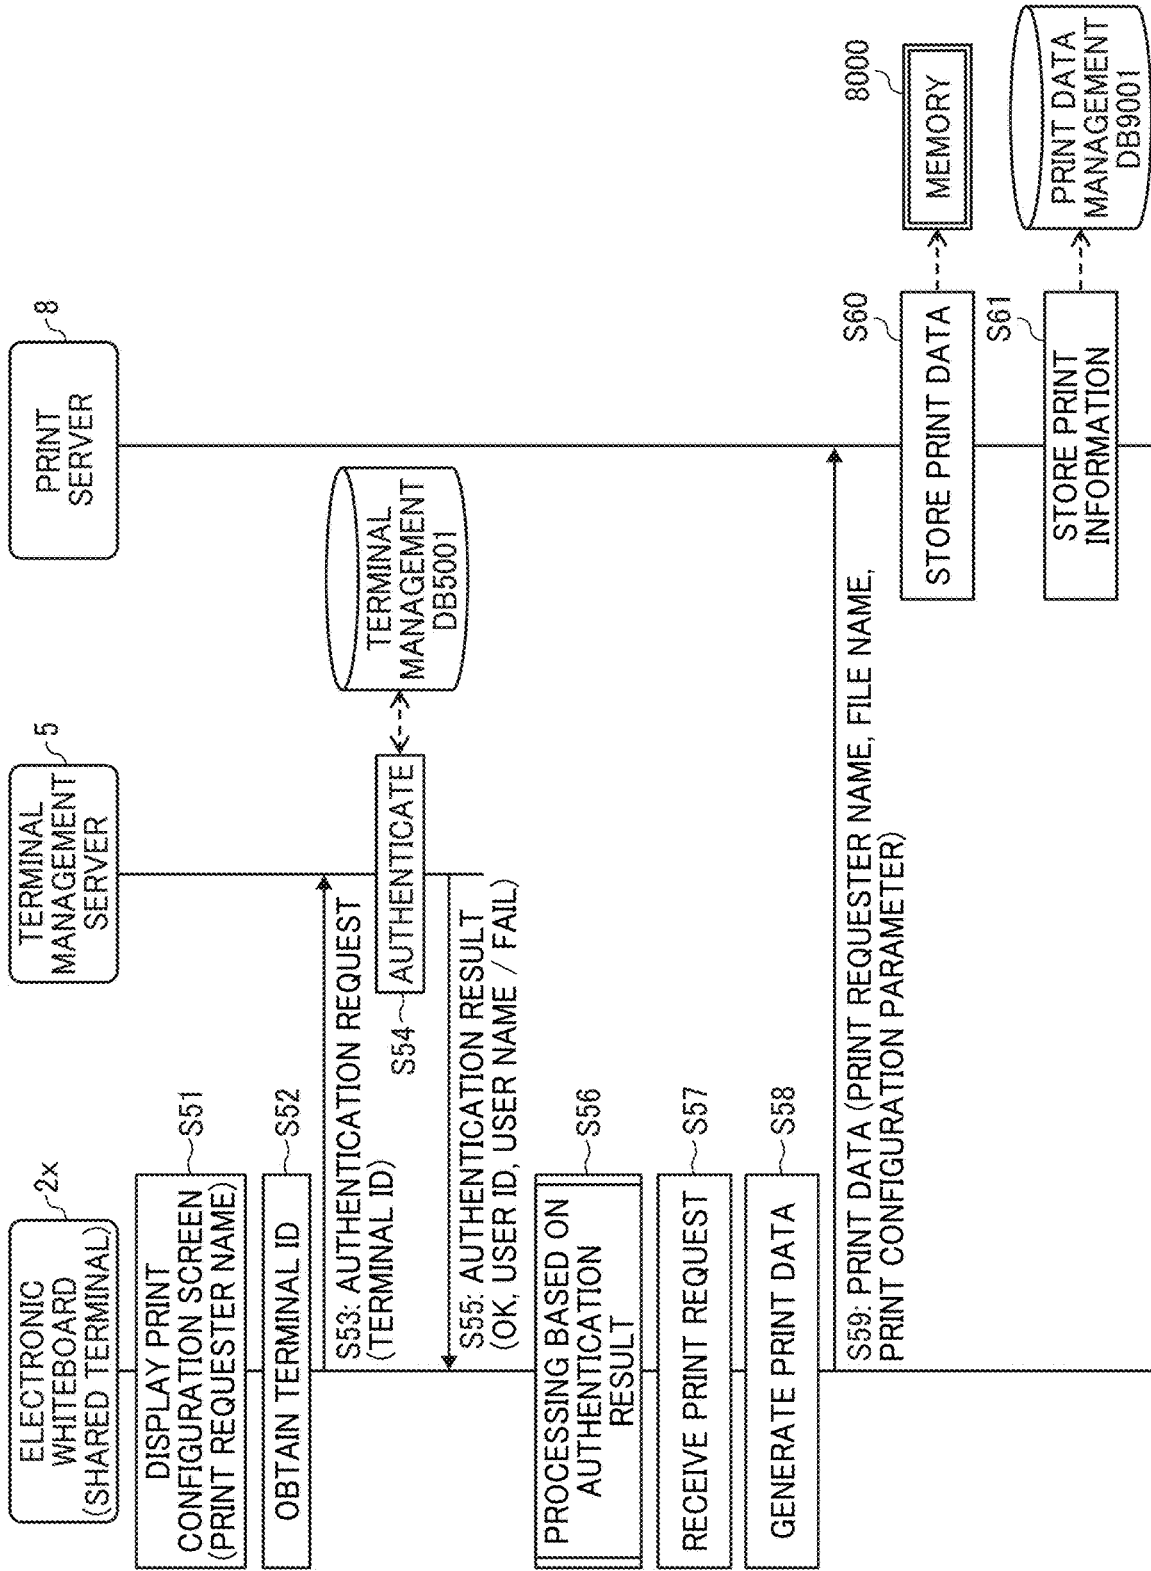 ELECTRONIC
WHITEBOARD
(SHARED TERMINAL)
2x
TERMINAL
MANAGEMENT
SERVER
5
PRINT
SERVER
8
DISPLAY PRINT
CONFIGURATION SCREEN
(PRINT REQUESTER NAME)
S51
OBTAIN TERMINAL ID
S52
S53: AUTHENTICATION REQUEST
(TERMINAL ID)
S54
AUTHENTICATE
TERMINAL
MANAGEMENT
DB5001
S55: AUTHENTICATION RESULT
(OK, USER ID, USER NAME / FAIL)
PROCESSING BASED ON
AUTHENTICATION
RESULT
S56
RECEIVE PRINT REQUEST
S57
GENERATE PRINT DATA
S58
S59: PRINT DATA (PRINT REQUESTER NAME, FILE NAME,
PRINT CONFIGURATION PARAMETER)
STORE PRINT DATA
S60
MEMORY
8000
STORE PRINT
INFORMATION
S61
PRINT DATA
MANAGEMENT
DB9001